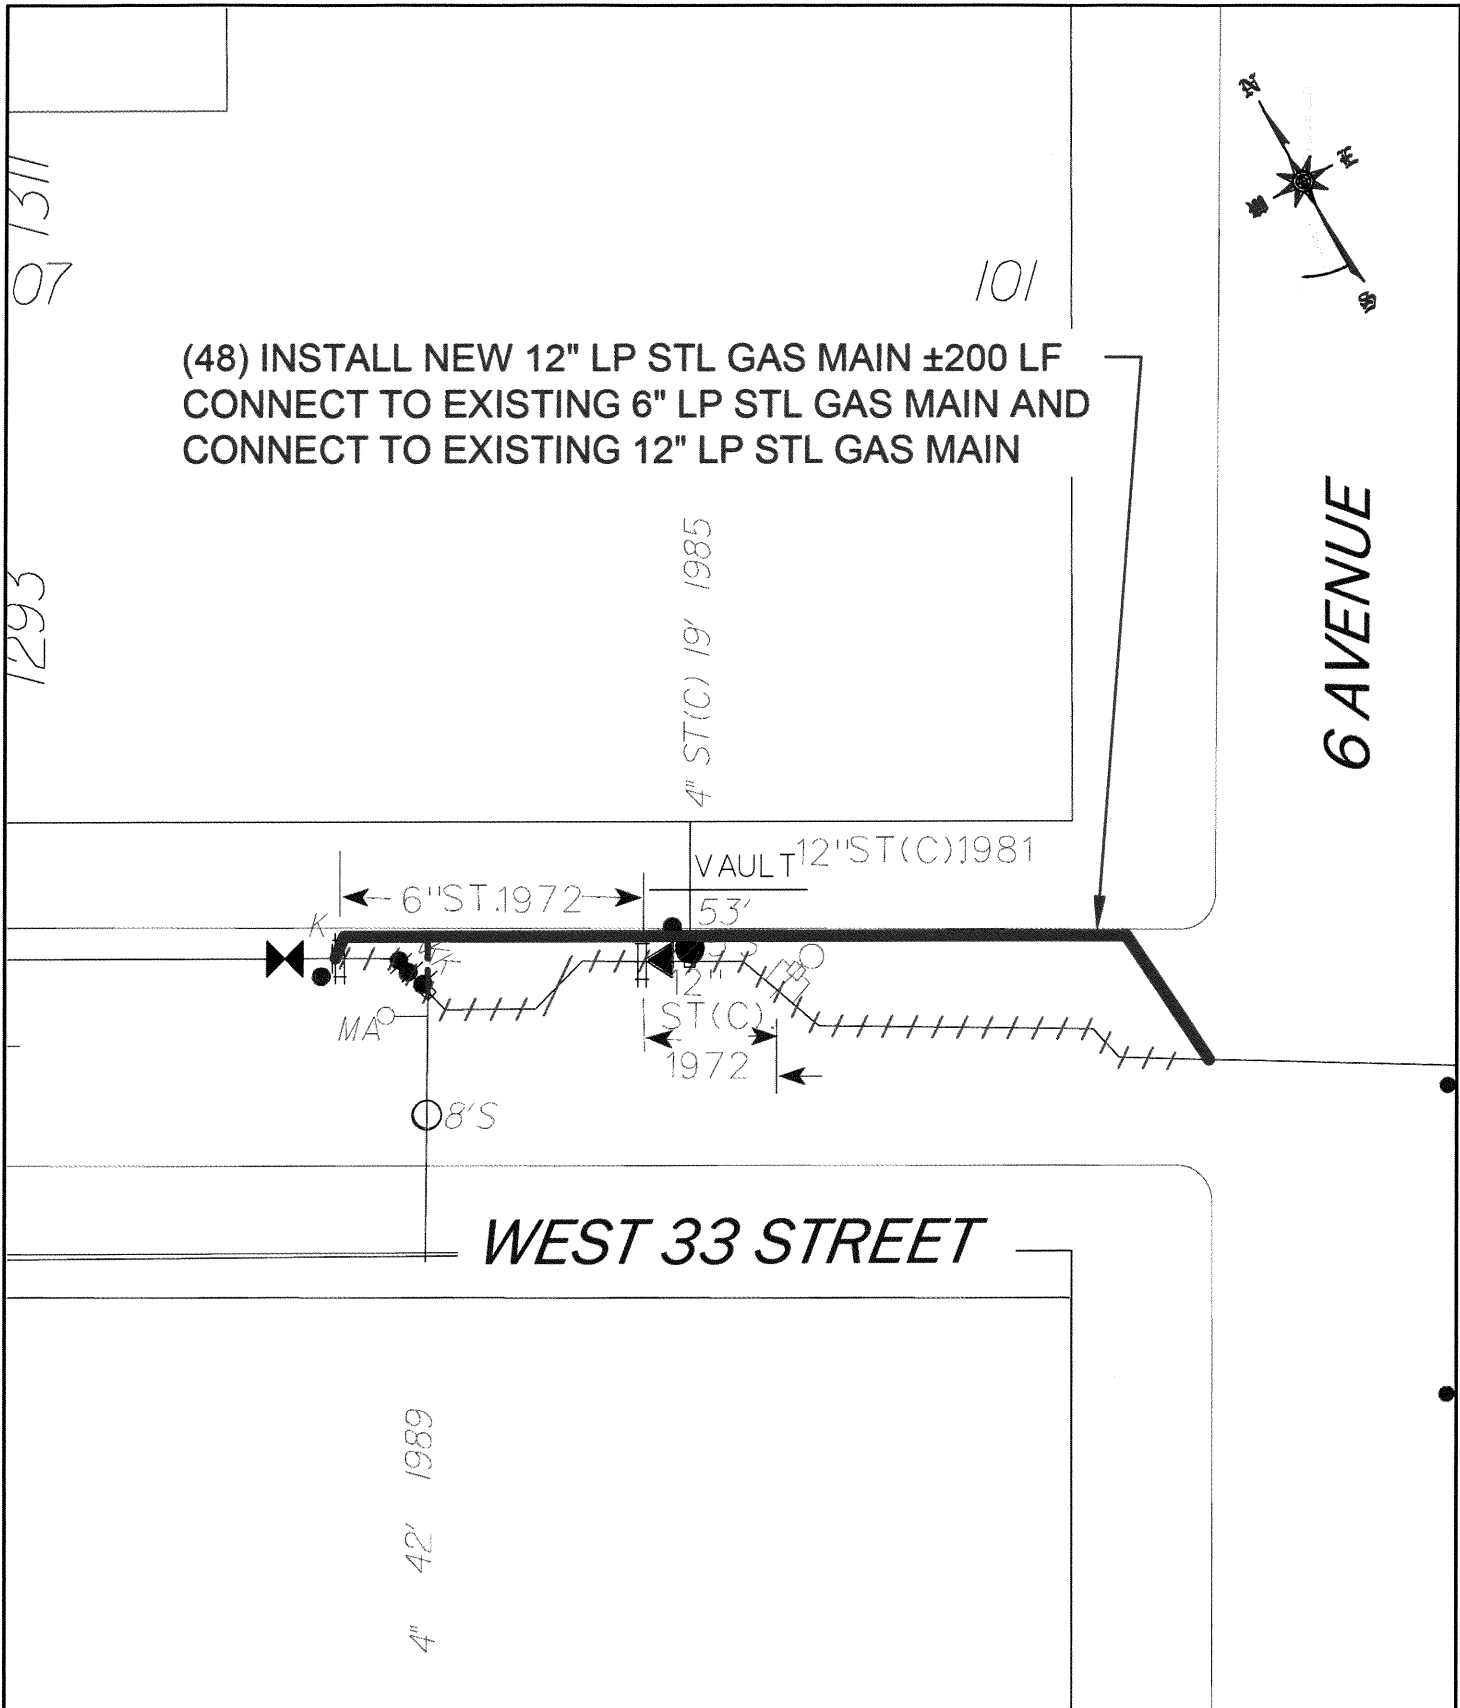 N
E
W
S
1311
07
101
(48) INSTALL NEW 12" LP STL GAS MAIN ±200 LF
CONNECT TO EXISTING 6" LP STL GAS MAIN AND
CONNECT TO EXISTING 12" LP STL GAS MAIN
6 AVENUE
1293
4" ST(C) 19' 1985
VAULT
12"ST(C)1981
6"ST.1972
53'
K
12"
ST(C).
1972
MA
8'S
WEST 33 STREET
4" 42' 1989